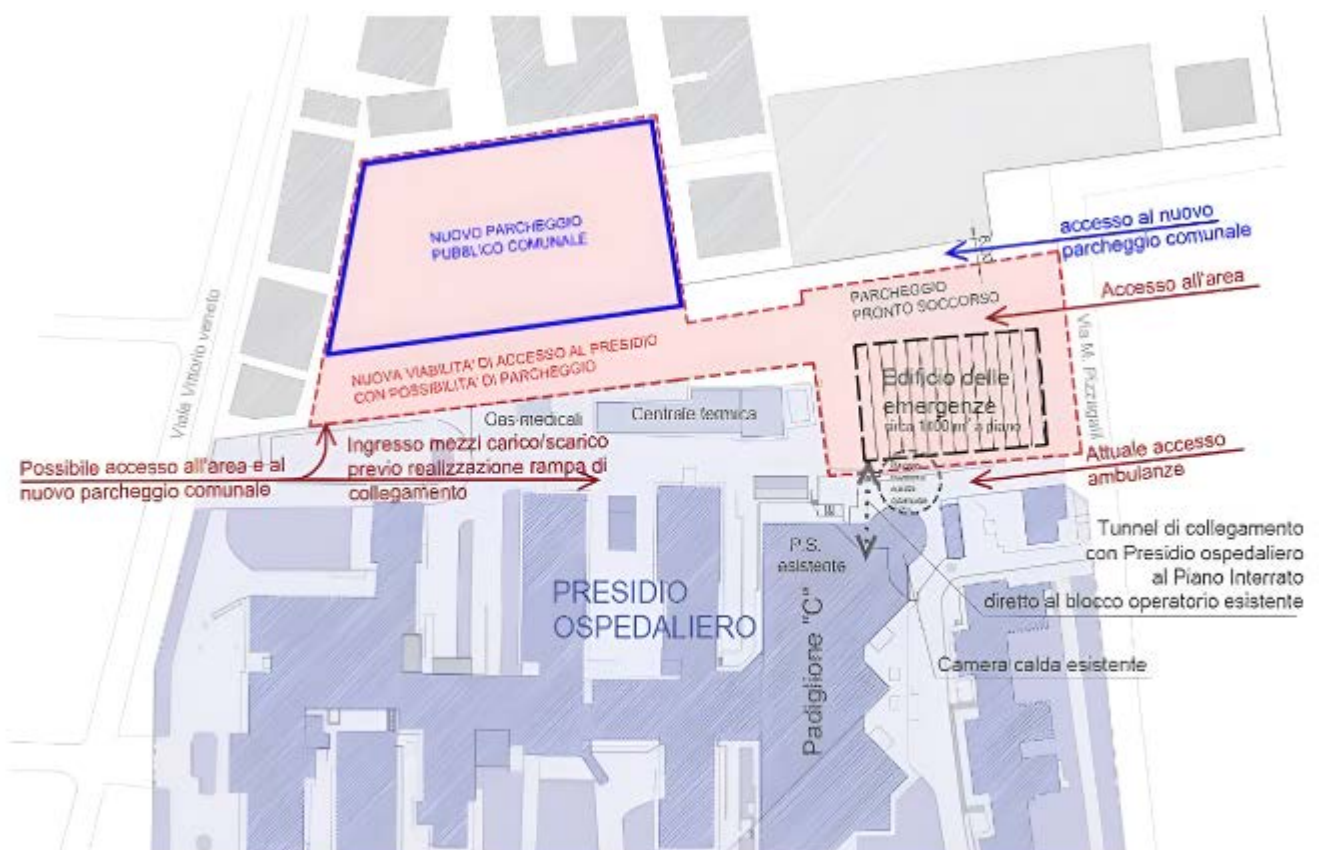 NUOVO PARCHEGGIO
PUBBLICO COMUNALE
accesso al nuovo
parcheggio comunale
Accesso all'area
PARCHEGGIO
PRONTO SOCCORSO
NUOVA VIABILITA' DI ACCESSO AL PRESIDIO
CON POSSIBILITA' DI PARCHEGGIO
Viale Vittorio veneto
Via M. Pizzigalli
Edificio delle
emergenze
a piano
Gas medicali
Centrale termica
Possibile accesso all'area e al
nuovo parcheggio comunale
Ingresso mezzi carico/scarico
previo realizzazione rampa di
collegamento
Attuale accesso
ambulanze
P.S.
esistente
PRESIDIO
OSPEDALIERO
Padiglione "C"
Tunnel di collegamento
con Presidio ospedaliero
al Piano Interrato
diretto al blocco operatorio esistente
Camera calda esistente